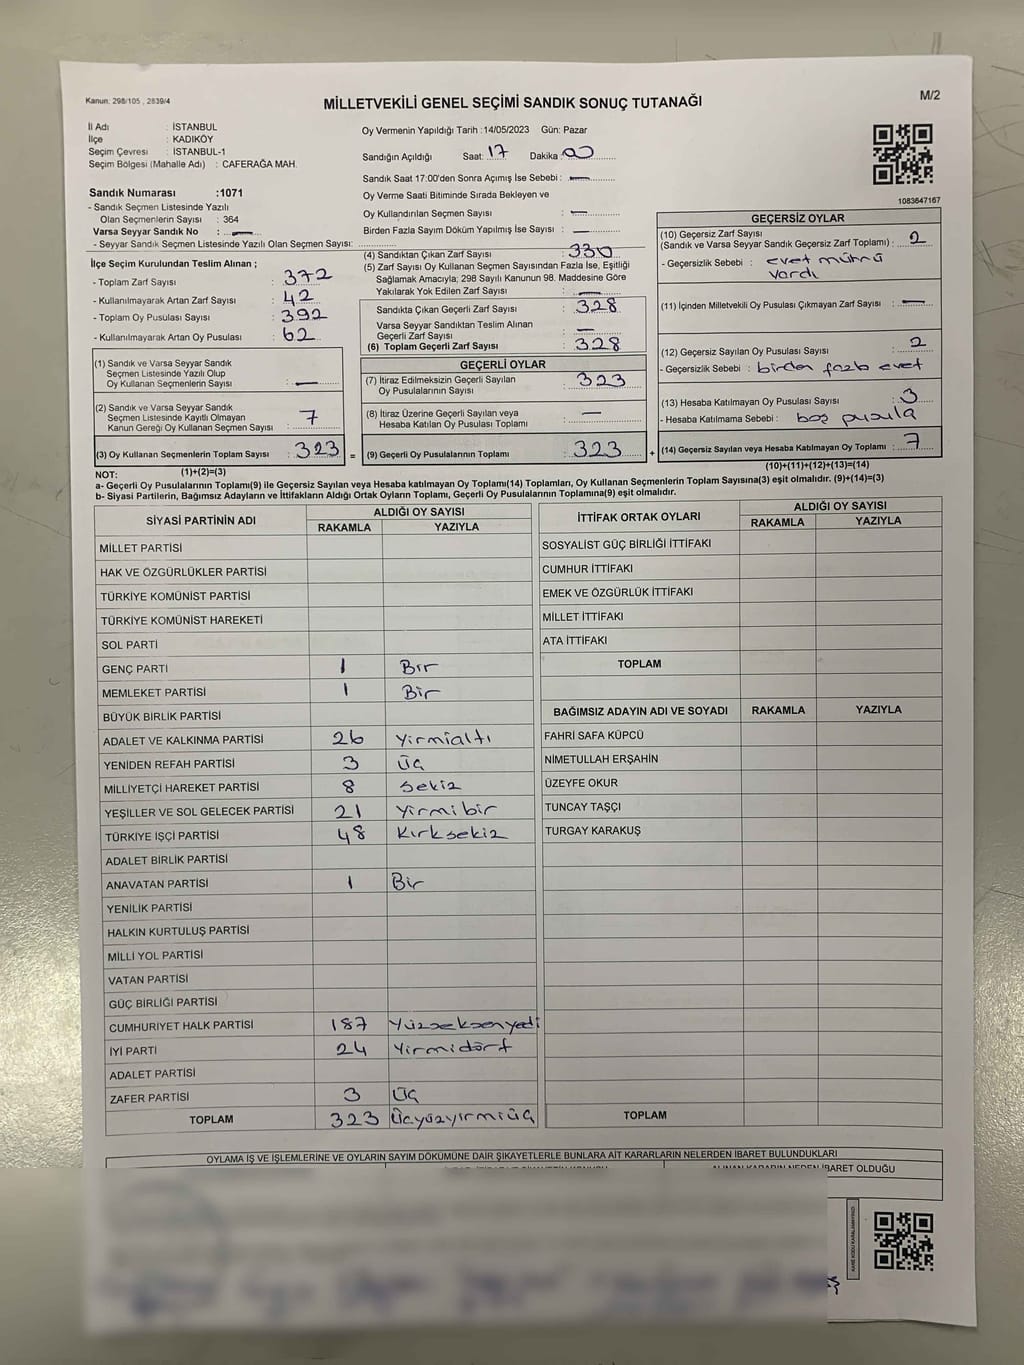 Kanun: 298/105 , 2839/4
MİLLETVEKİLİ GENEL SEÇİMİ SANDIK SONUÇ TUTANAĞI
M/2
İl Adı : İSTANBUL
İlçe : KADIKÖY
Seçim Çevresi : İSTANBUL-1
Seçim Bölgesi (Mahalle Adı) : CAFERAĞA MAH.
Sandık Numarası :1071
- Sandık Seçmen Listesinde Yazılı
Olan Seçmenlerin Sayısı : 364
Varsa Seyyar Sandık No :
- Seyyar Sandık Seçmen Listesinde Yazılı Olan Seçmen Sayısı:
Oy Vermenin Yapıldığı Tarih :14/05/2023 Gün: Pazar
Sandığın Açıldığı Saat: 17 Dakika: 00
Sandık Saat 17:00'den Sonra Açımış İse Sebebi : —
Oy Verme Saati Bitiminde Sırada Bekleyen ve
Oy Kullandırılan Seçmen Sayısı : —
Birden Fazla Sayım Döküm Yapılmış İse Sayısı : —
1083647167
İlçe Seçim Kurulundan Teslim Alınan ;
- Toplam Zarf Sayısı : 372
- Kullanılmayarak Artan Zarf Sayısı : 42
- Toplam Oy Pusulası Sayısı : 392
- Kullanılmayarak Artan Oy Pusulası : 62
(1) Sandık ve Varsa Seyyar Sandık
Seçmen Listesinde Yazılı Olup
Oy Kullanan Seçmenlerin Sayısı : —
(2) Sandık ve Varsa Seyyar Sandık
Seçmen Listesinde Kayıtlı Olmayan
Kanun Gereği Oy Kullanan Seçmen Sayısı : 7
(3) Oy Kullanan Seçmenlerin Toplam Sayısı : 323
(1)+(2)=(3)
(4) Sandıktan Çıkan Zarf Sayısı : 330
(5) Zarf Sayısı Oy Kullanan Seçmen Sayısından Fazla İse, Eşitliği
Sağlamak Amacıyla; 298 Sayılı Kanunun 98. Maddesine Göre
Yakılarak Yok Edilen Zarf Sayısı : —
Sandıkta Çıkan Geçerli Zarf Sayısı : 328
Varsa Seyyar Sandıktan Teslim Alınan
Geçerli Zarf Sayısı : —
(6) Toplam Geçerli Zarf Sayısı : 328
GEÇERLİ OYLAR
(7) İtiraz Edilmeksizin Geçerli Sayılan
Oy Pusulasının Sayısı : 323
(8) İtiraz Üzerine Geçerli Sayılan veya
Hesaba Katılan Oy Pusulası Toplamı : —
= (9) Geçerli Oy Pusulalarının Toplamı : 323 +
GEÇERSİZ OYLAR
(10) Geçersiz Zarf Sayısı
(Sandık ve Varsa Seyyar Sandık Geçersiz Zarf Toplamı) : 2
- Geçersizlik Sebebi : evet mührü
vardı
(11) İçinden Milletvekili Oy Pusulası Çıkmayan Zarf Sayısı : —
(12) Geçersiz Sayılan Oy Pusulası Sayısı : 2
- Geçersizlik Sebebi : birden fazla evet
(13) Hesaba Katılmayan Oy Pusulası Sayısı : 3
- Hesaba Katılmama Sebebi : boş pusula
(14) Geçersiz Sayılan veya Hesaba Katılmayan Oy Toplamı : 7
(10)+(11)+(12)+(13)=(14)
NOT:
a- Geçerli Oy Pusulalarının Toplamı(9) ile Geçersiz Sayılan veya Hesaba katılmayan Oy Toplamı(14) Toplamları, Oy Kullanan Seçmenlerin Toplam Sayısına(3) eşit olmalıdır. (9)+(14)=(3)
b- Siyasi Partilerin, Bağımsız Adayların ve İttifakların Aldığı Ortak Oyların Toplamı, Geçerli Oy Pusulalarının Toplamına(9) eşit olmalıdır.
SİYASİ PARTİNİN ADI ALDIĞI OY SAYISI
RAKAMLA YAZIYLA
MİLLET PARTİSİ
HAK VE ÖZGÜRLÜKLER PARTİSİ
TÜRKİYE KOMÜNİST PARTİSİ
TÜRKİYE KOMÜNİST HAREKETİ
SOL PARTİ
GENÇ PARTİ 1 Bir
MEMLEKET PARTİSİ 1 Bir
BÜYÜK BİRLİK PARTİSİ
ADALET VE KALKINMA PARTİSİ 26 Yirmialtı
YENİDEN REFAH PARTİSİ 3 Üç
MİLLİYETÇİ HAREKET PARTİSİ 8 Sekiz
YEŞİLLER VE SOL GELECEK PARTİSİ 21 Yirmibir
TÜRKİYE İŞÇİ PARTİSİ 48 Kırksekiz
ADALET BİRLİK PARTİSİ
ANAVATAN PARTİSİ 1 Bir
YENİLİK PARTİSİ
HALKIN KURTULUŞ PARTİSİ
MİLLİ YOL PARTİSİ
VATAN PARTİSİ
GÜÇ BİRLİĞİ PARTİSİ
CUMHURİYET HALK PARTİSİ 187 Yüzseksenyedi
İYİ PARTİ 24 Yirmidört
ADALET PARTİSİ
ZAFER PARTİSİ 3 Üç
TOPLAM 323 Üçyüzyirmiüç
İTTİFAK ORTAK OYLARI ALDIĞI OY SAYISI
RAKAMLA YAZIYLA
SOSYALİST GÜÇ BİRLİĞİ İTTİFAKI
CUMHUR İTTİFAKI
EMEK VE ÖZGÜRLÜK İTTİFAKI
MİLLET İTTİFAKI
ATA İTTİFAKI
TOPLAM
BAĞIMSIZ ADAYIN ADI VE SOYADI RAKAMLA YAZIYLA
FAHRİ SAFA KÜPCÜ
NİMETULLAH ERŞAHİN
ÜZEYFE OKUR
TUNCAY TAŞÇI
TURGAY KARAKUŞ
TOPLAM
OYLAMA İŞ VE İŞLEMLERİNE VE OYLARIN SAYIM DÖKÜMÜNE DAİR ŞİKAYETLERLE BUNLARA AİT KARARLARIN NELERDEN İBARET BULUNDUKLARI
ALINAN KARARIN NEDEN İBARET OLDUĞU